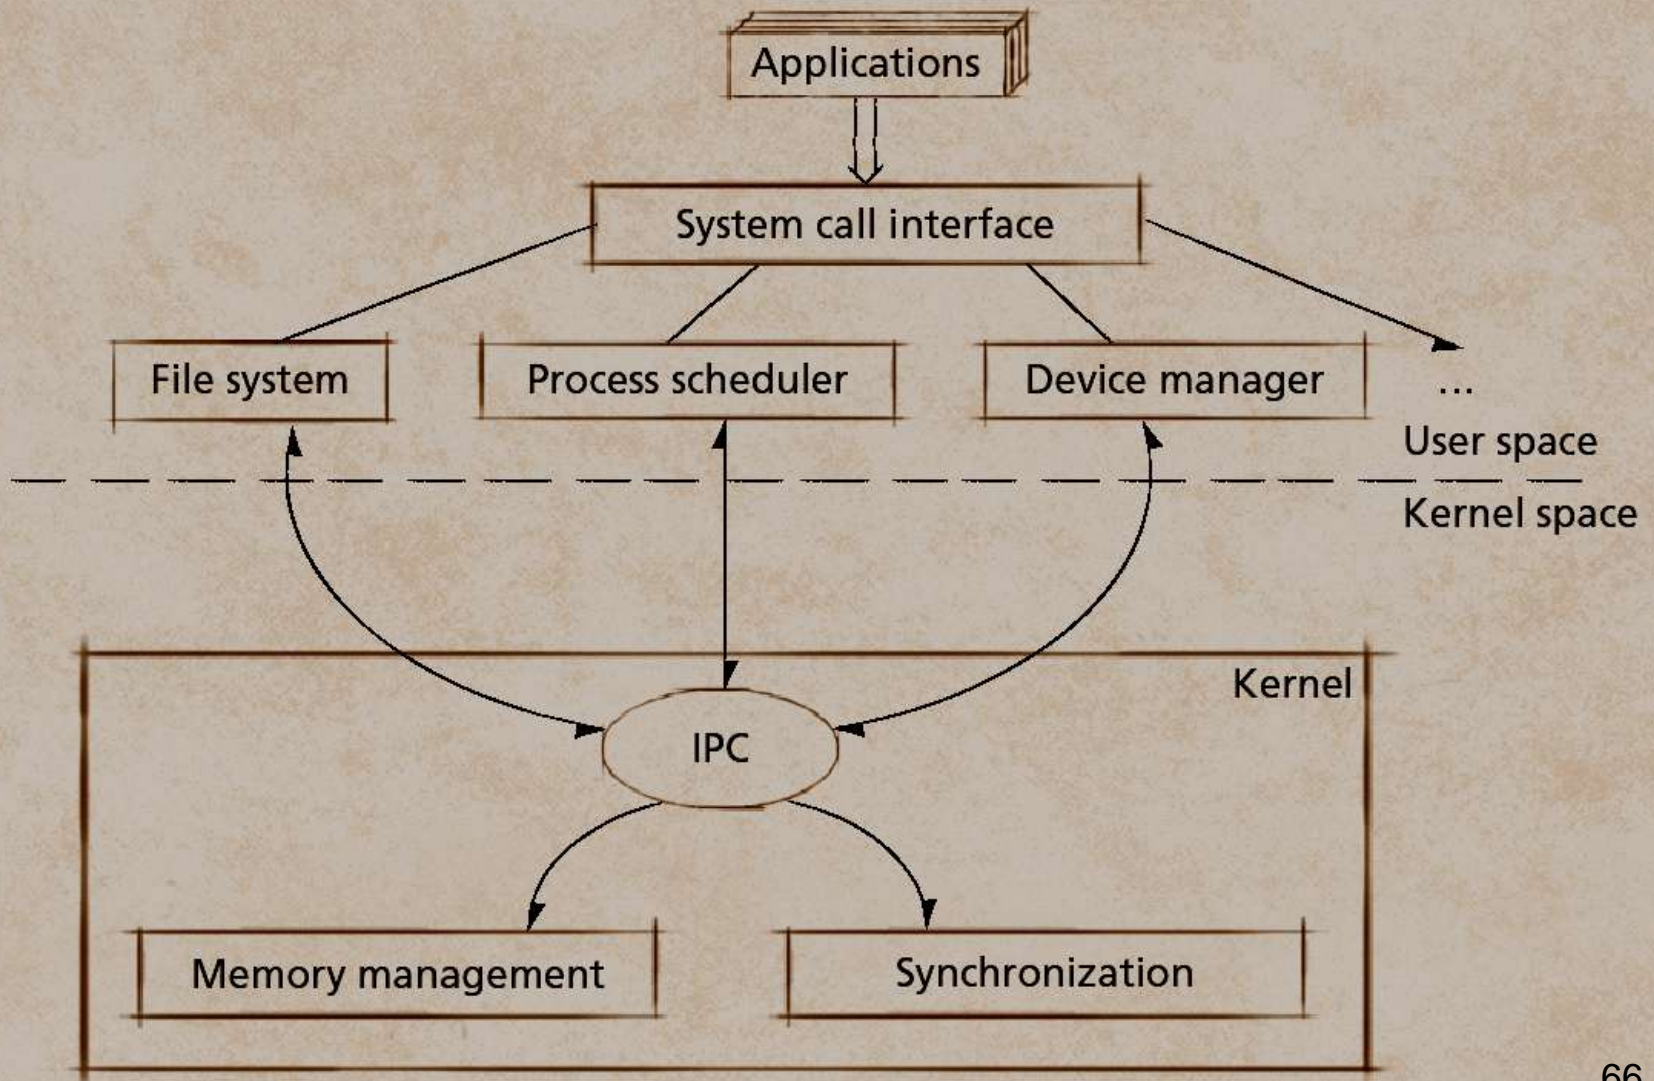 Applications
System call interface
File system
Process scheduler
Device manager
...
User space
Kernel space
Kernel
IPC
Memory management
Synchronization
66